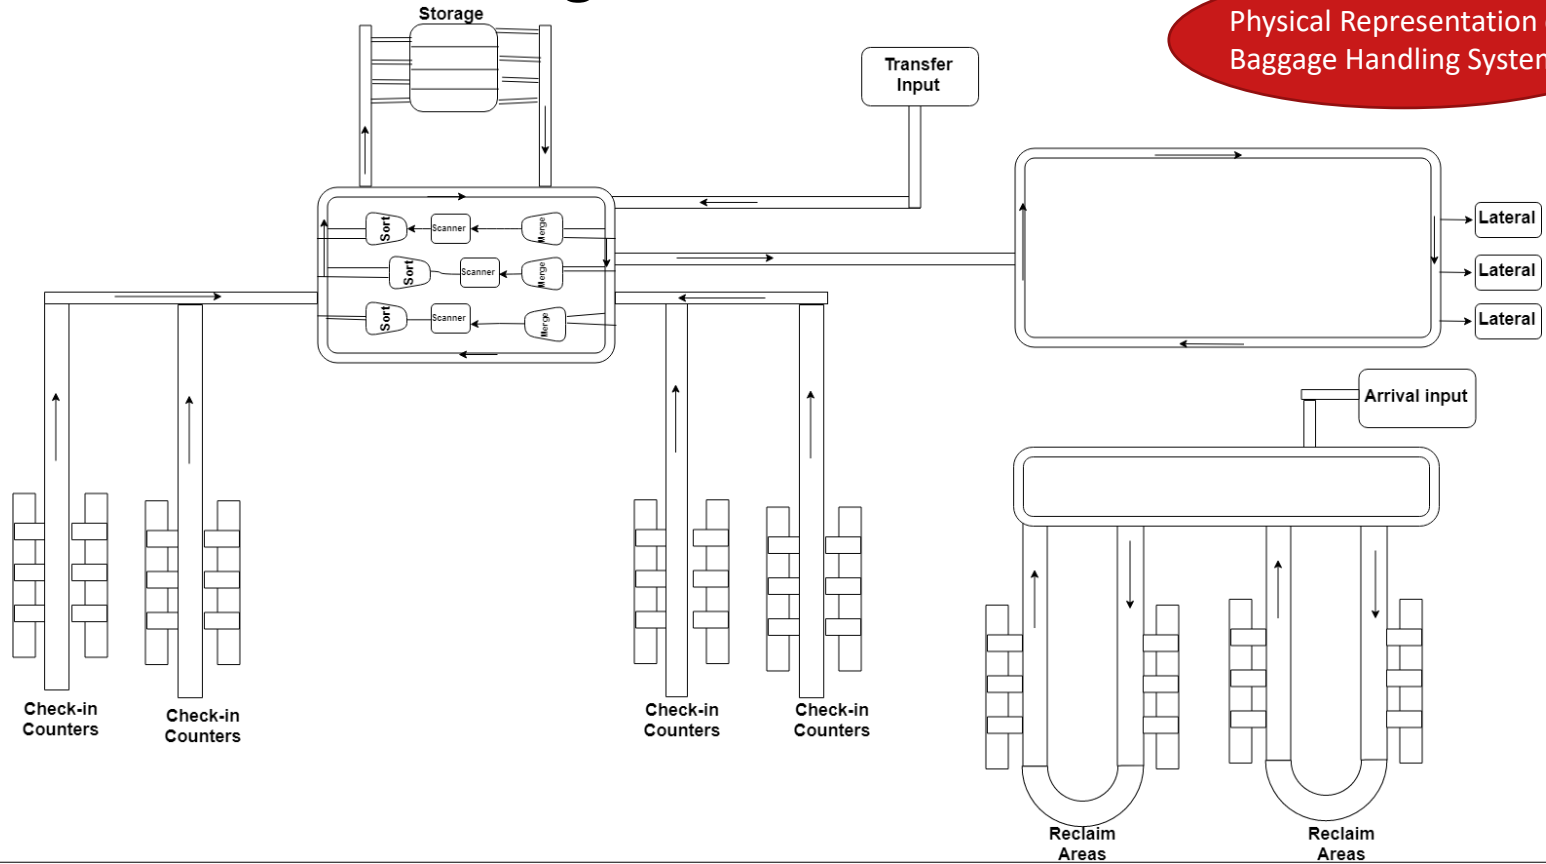 Storage
Physical Representation
Baggage Handling System
Transfer
Input
Sort
Scanner
Merge
Lateral
Sort
Scanner
Merge
Lateral
Sort
Scanner
Merge
Lateral
Arrival input
Check-in
Counters
Check-in
Counters
Check-in
Counters
Check-in
Counters
Reclaim
Areas
Reclaim
Areas